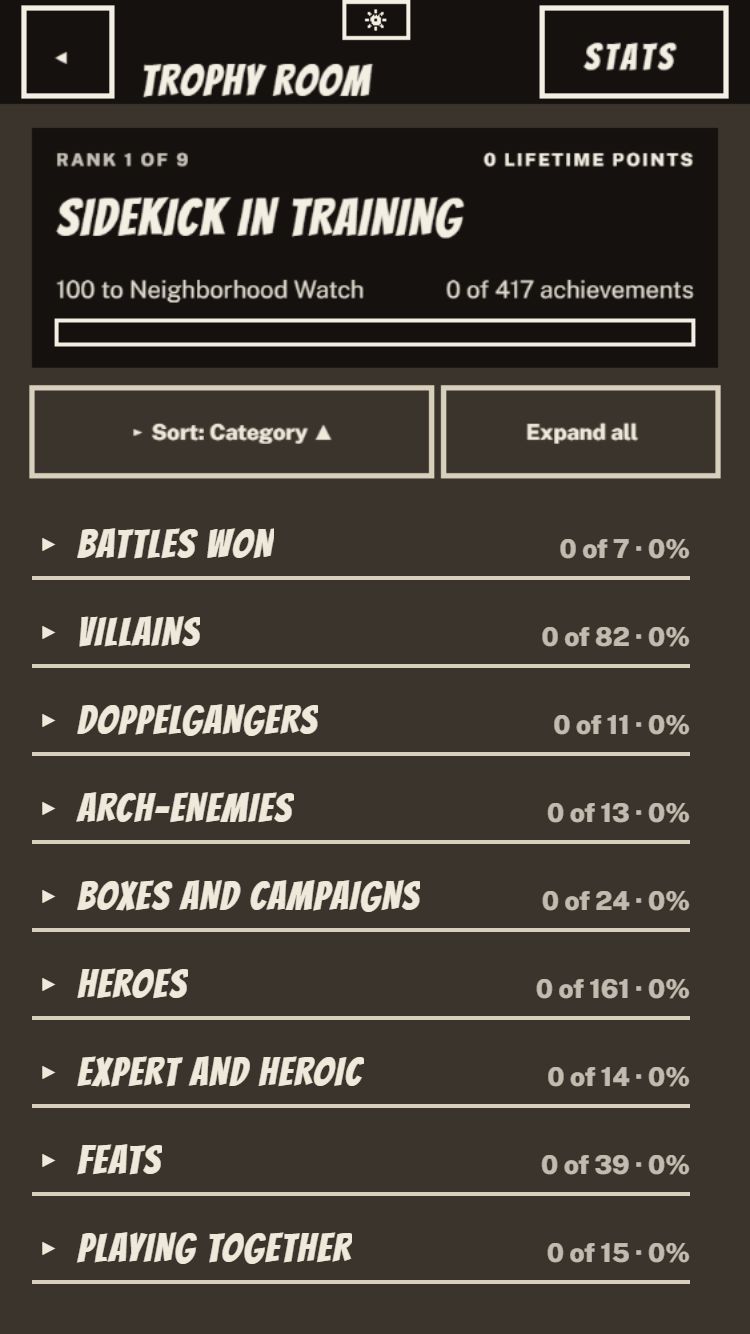 TROPHY ROOM
STATS
RANK 1 OF 9
0 LIFETIME POINTS
SIDEKICK IN TRAINING
100 to Neighborhood Watch
0 of 417 achievements
▸ Sort: Category ▲
Expand all
▸ BATTLES WON
0 of 7 · 0%
▸ VILLAINS
0 of 82 · 0%
▸ DOPPELGANGERS
0 of 11 · 0%
▸ ARCH-ENEMIES
0 of 13 · 0%
▸ BOXES AND CAMPAIGNS
0 of 24 · 0%
▸ HEROES
0 of 161 · 0%
▸ EXPERT AND HEROIC
0 of 14 · 0%
▸ FEATS
0 of 39 · 0%
▸ PLAYING TOGETHER
0 of 15 · 0%